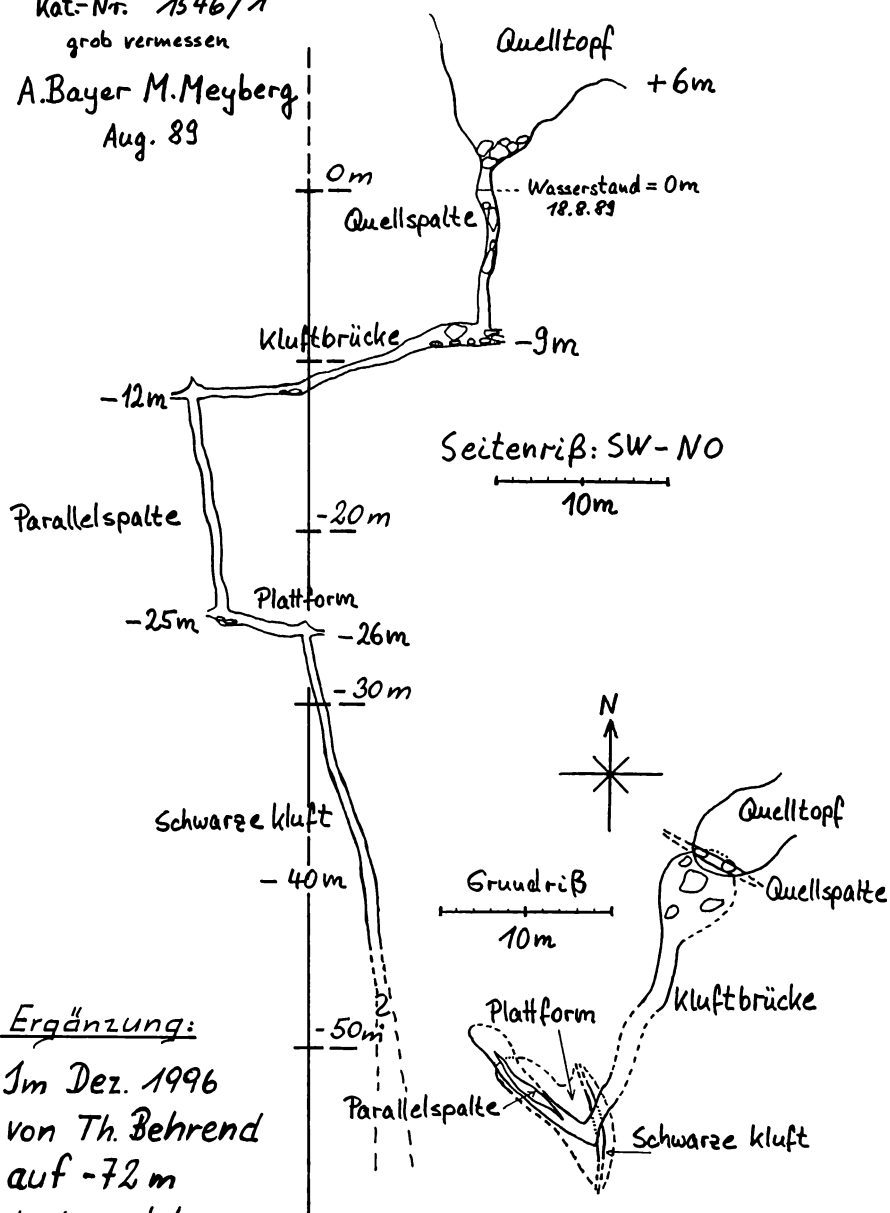 Kat.-Nr. 1546/1
grob vermessen
A.Bayer M.Meyberg
Aug. 89
Quelltopf
+6m
0m
Wasserstand = 0m
18.8.89
Quellspalte
Kluftbrücke
-9m
-12m
Seitenriß: SW-NO
10m
Parallelspalte
-20m
Plattform
-25m
-26m
-30m
N
Schwarze Kluft
Quelltopf
-40m
Grundriß
Quellspalte
10m
?
Kluftbrücke
Plattform
-50m
Ergänzung:
Im Dez. 1996
von Th. Behrend
auf -72m
Parallelspalte
Schwarze Kluft